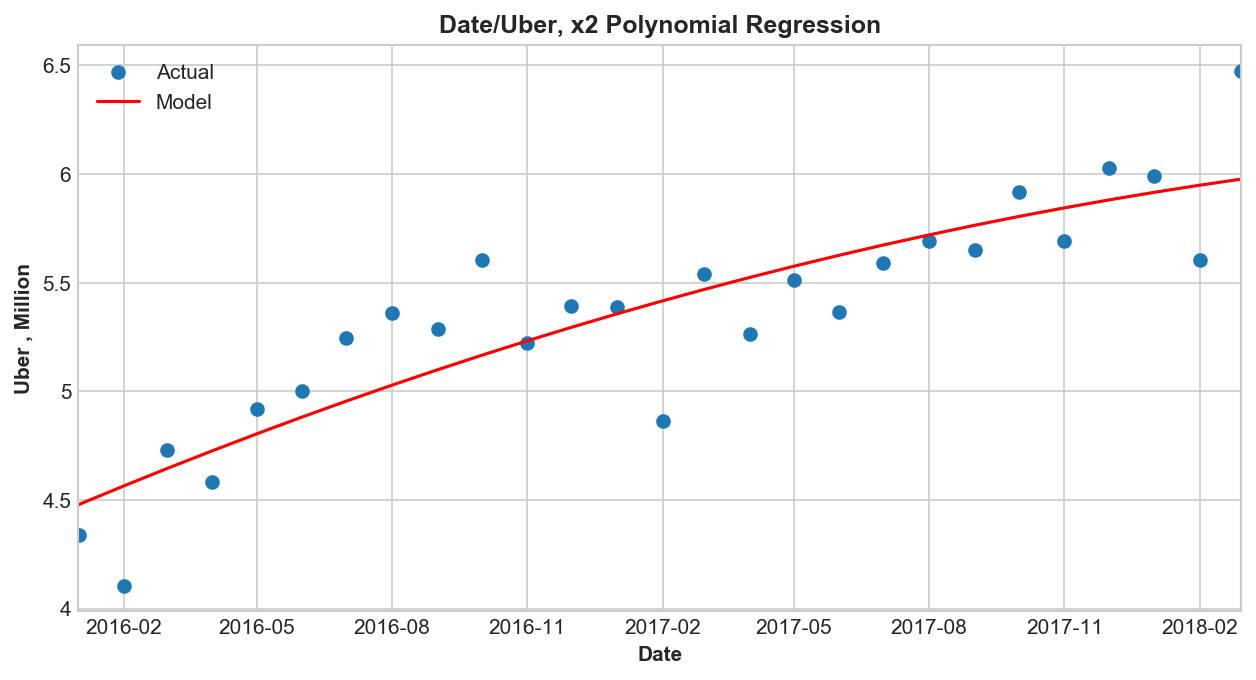 Date/Uber, x2 Polynomial Regression
Actual
Model
6.5
6
5.5
5
4.5
4
Uber , Million
2016-02 2016-05 2016-08 2016-11 2017-02 2017-05 2017-08 2017-11 2018-02
Date